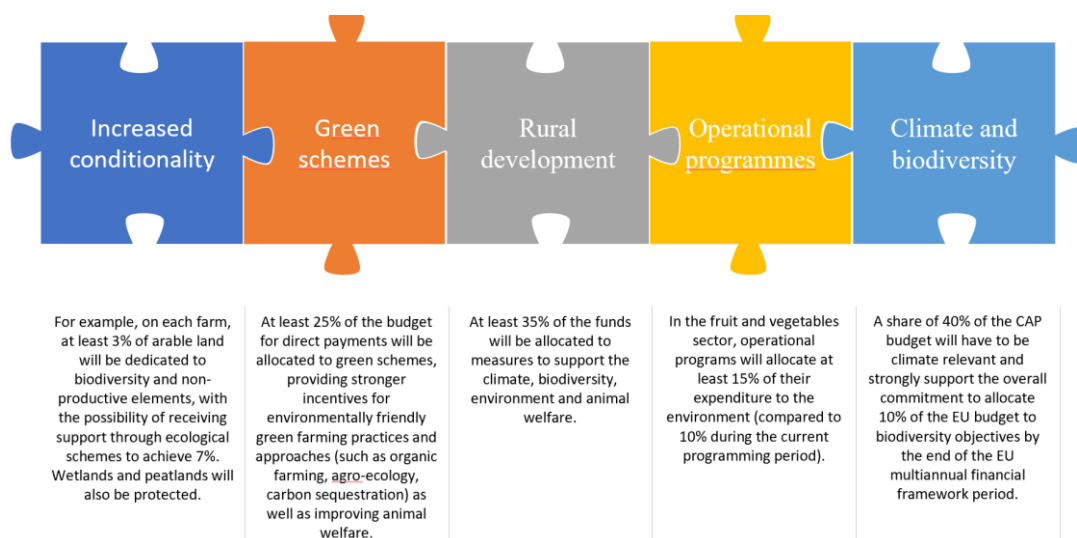 Increased
conditionality
Green
schemes
Rural
development
Operational
programmes
Climate and
biodiversity
For example, on each farm,
at least 3% of arable land
will be dedicated to
biodiversity and non-
productive elements, with
the possibility of receiving
support through ecological
schemes to achieve 7%.
Wetlands and peatlands will
also be protected.
At least 25% of the budget
for direct payments will be
allocated to green schemes,
providing stronger
incentives for
environmentally friendly
green farming practices and
approaches (such as organic
farming, agro-ecology,
carbon sequestration) as
well as improving animal
welfare.
At least 35% of the funds
will be allocated to
measures to support the
climate, biodiversity,
environment and animal
welfare.
In the fruit and vegetables
sector, operational
programs will allocate at
least 15% of their
expenditure to the
environment (compared to
10% during the current
programming period).
A share of 40% of the CAP
budget will have to be
climate relevant and
strongly support the overall
commitment to allocate
10% of the EU budget to
biodiversity objectives by
the end of the EU
multiannual financial
framework period.